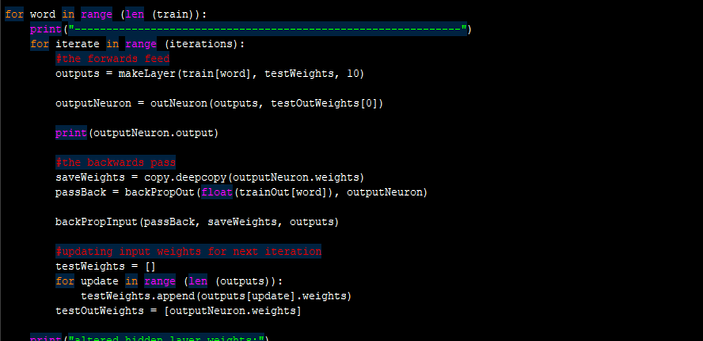 for word in range (len (train)):
    print("-------------------------------------------------------------")
    for iterate in range (iterations):
        #the forwards feed
        outputs = makeLayer(train[word], testWeights, 10)
        outputNeuron = outNeuron(outputs, testOutWeights[0])
        print(outputNeuron.output)
        #the backwards pass
        saveWeights = copy.deepcopy(outputNeuron.weights)
        passBack = backPropOut(float(trainOut[word]), outputNeuron)
        backPropInput(passBack, saveWeights, outputs)
        #updating input weights for next iteration
        testWeights = []
        for update in range (len (outputs)):
            testWeights.append(outputs[update].weights)
        testOutWeights = [outputNeuron.weights]
    print("altered hidden layer weights:")